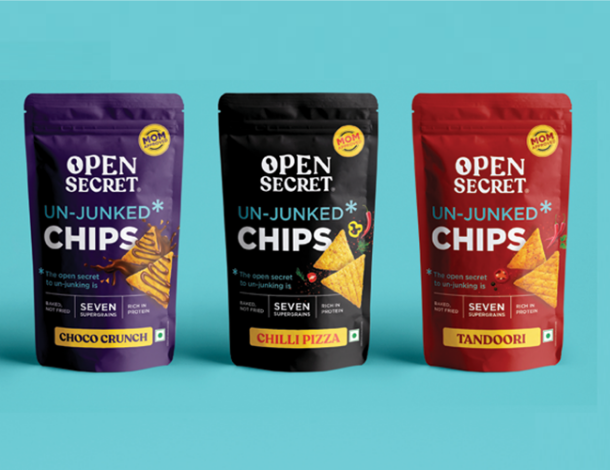 MOM
OPEN
SECRET
UN-JUNKED*
CHIPS
* The open secret
to un-junking is
BAKED,
NOT FRIED
SEVEN
SUPERGRAINS
RICH IN
PROTEIN
CHOCO CRUNCH
MOM
OPEN
SECRET
UN-JUNKED*
CHIPS
* The open secret
to un-junking is
BAKED,
NOT FRIED
SEVEN
SUPERGRAINS
RICH IN
PROTEIN
CHILLI PIZZA
MOM
OPEN
SECRET
UN-JUNKED*
CHIPS
* The open secret
to un-junking is
BAKED,
NOT FRIED
SEVEN
SUPERGRAINS
RICH IN
PROTEIN
TANDOORI